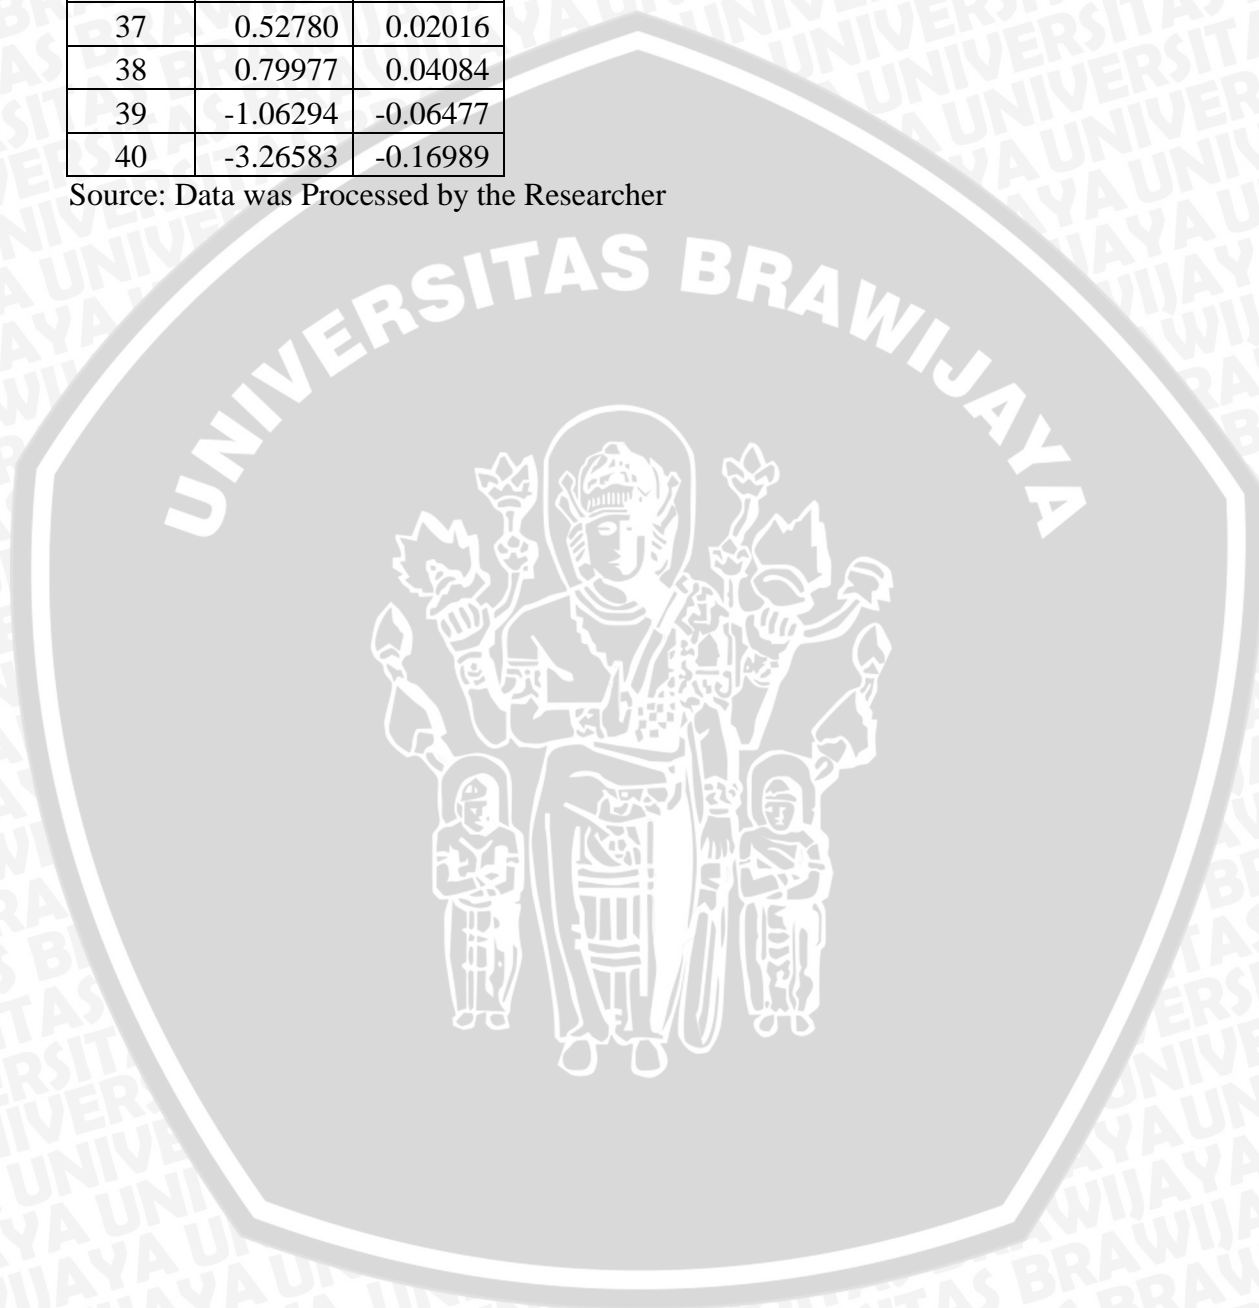 37 0.52780 0.02016
38 0.79977 0.04084
39 -1.06294 -0.06477
40 -3.26583 -0.16989
Source: Data was Processed by the Researcher
UNIVERSITAS BRAWIJAYA